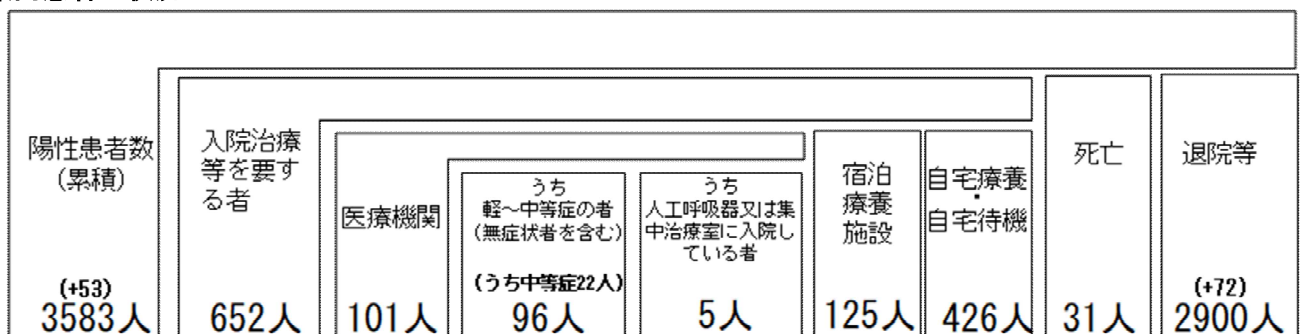 陽性患者数
（累積）
(+53)
3583人
入院治療
等を要す
る者
652人
医療機関
101人
うち
軽～中等症の者
（無症状者を含む）
（うち中等症22人）
96人
うち
人工呼吸器又は集
中治療室に入院し
ている者
5人
宿泊
療養
施設
125人
自宅療養
・
自宅待機
426人
死亡
31人
退院等
(+72)
2900人